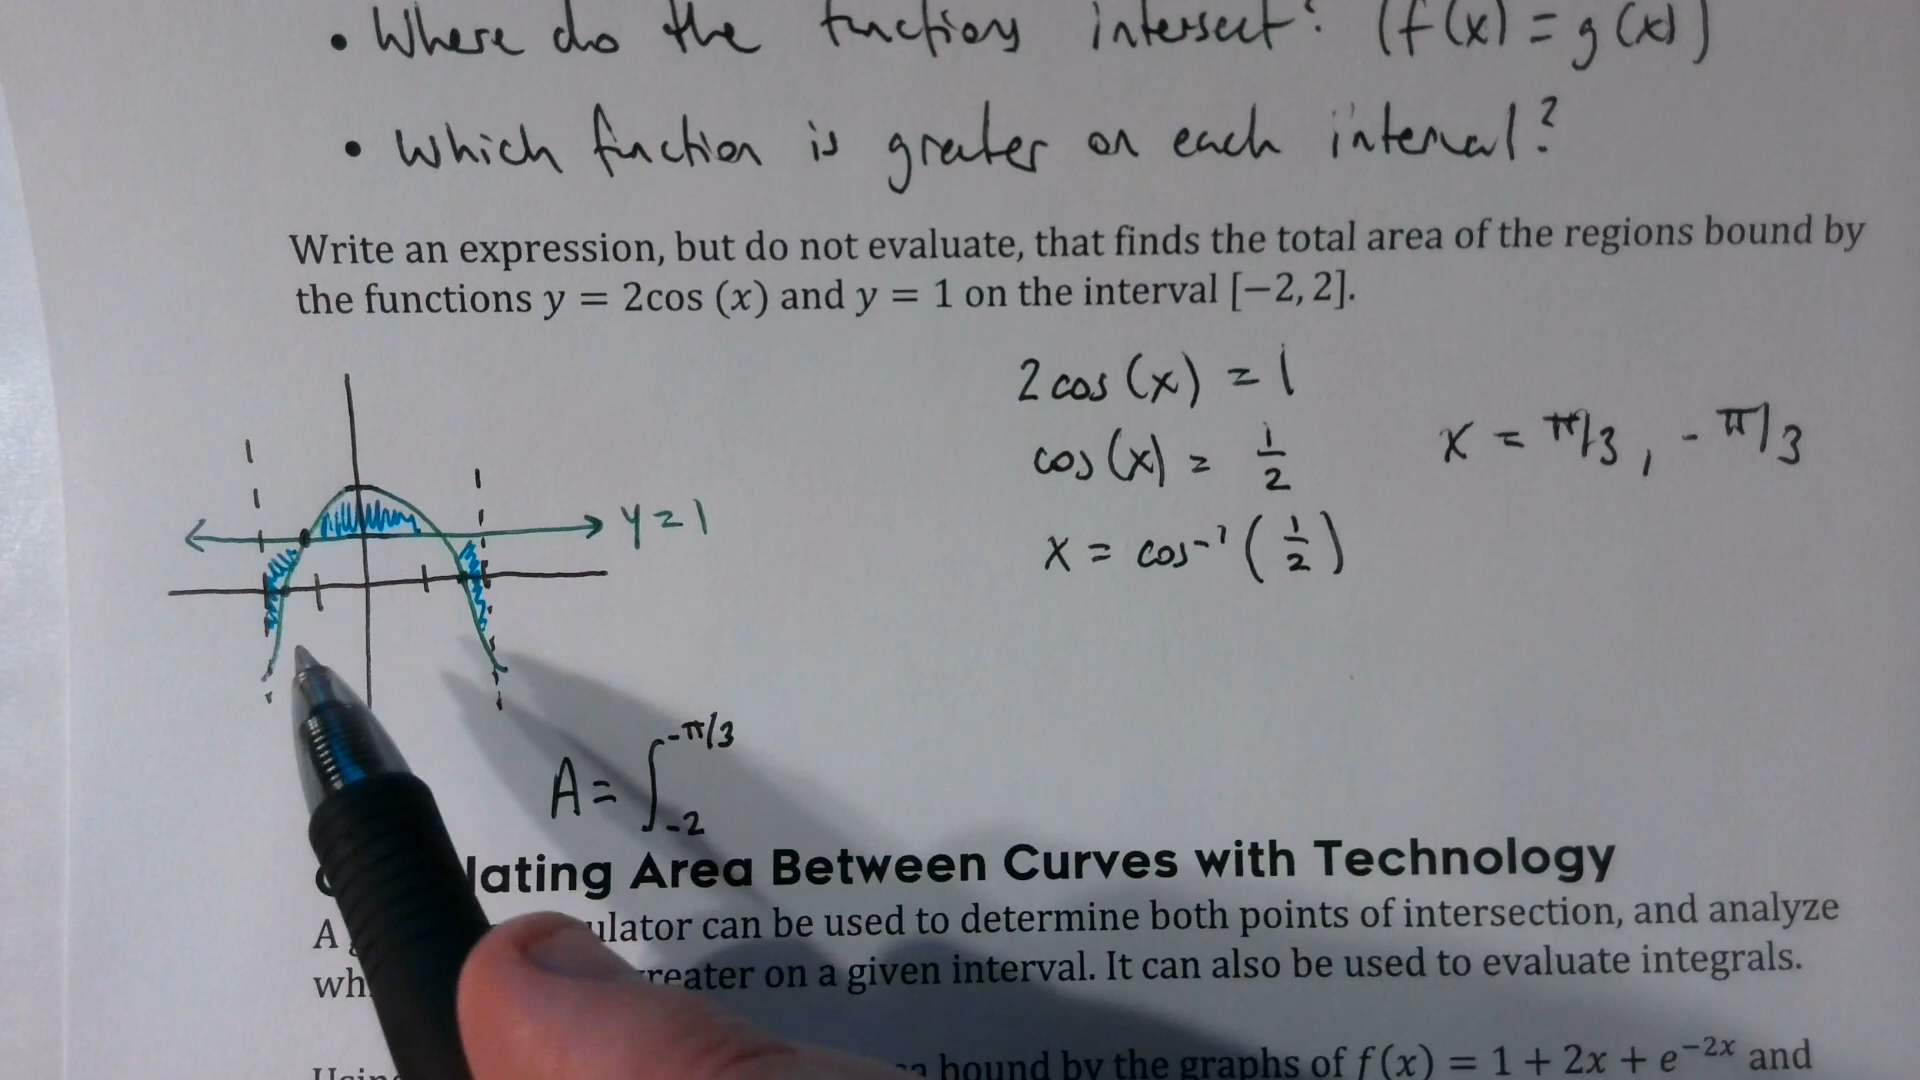 • Where do the functions intersect? (f(x) = g(x))
• Which function is greater on each interval?
Write an expression, but do not evaluate, that finds the total area of the regions bound by
the functions y = 2cos (x) and y = 1 on the interval [−2, 2].
2 cos (x) = 1
cos (x) = 1/2
x = cos⁻¹ (1/2)
x = π/3, -π/3
y = 1
A = ∫₋₂^(-π/3)
lating Area Between Curves with Technology
A ulator can be used to determine both points of intersection, and analyze
wh reater on a given interval. It can also be used to evaluate integrals.
bound by the graphs of f(x) = 1 + 2x + e⁻²ˣ and